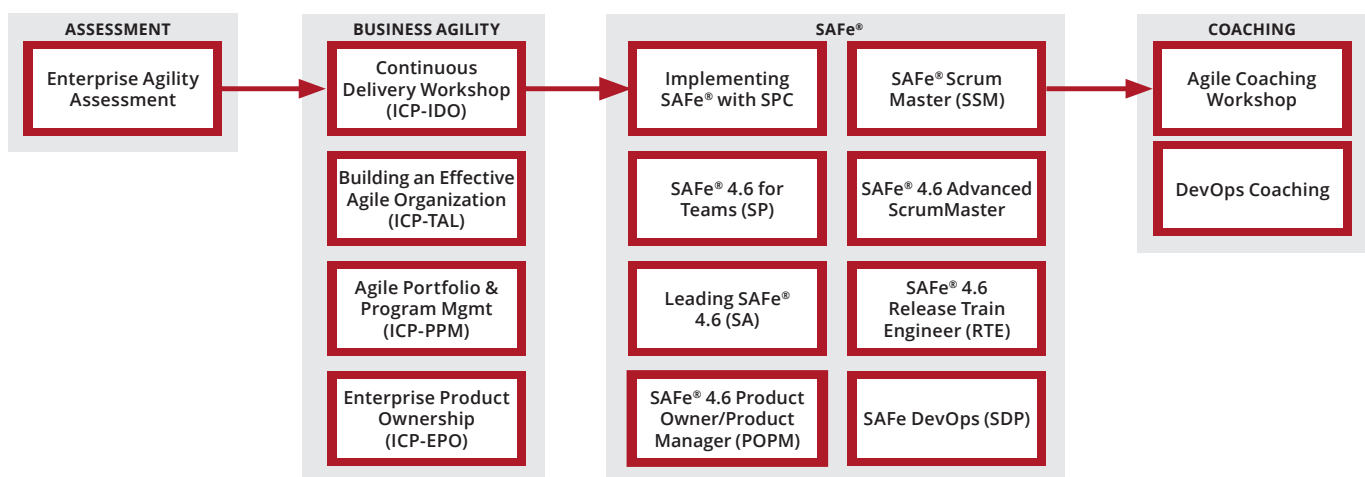 ASSESSMENT
Enterprise Agility
Assessment
BUSINESS AGILITY
Continuous
Delivery Workshop
(ICP-IDO)
Building an Effective
Agile Organization
(ICP-TAL)
Agile Portfolio &
Program Mgmt
(ICP-PPM)
Enterprise Product
Ownership
(ICP-EPO)
SAFe®
Implementing
SAFe® with SPC
SAFe® 4.6 for
Teams (SP)
Leading SAFe®
4.6 (SA)
SAFe® 4.6 Product
Owner/Product
Manager (POPM)
SAFe® Scrum
Master (SSM)
SAFe® 4.6 Advanced
ScrumMaster
SAFe® 4.6
Release Train
Engineer (RTE)
SAFe DevOps (SDP)
COACHING
Agile Coaching
Workshop
DevOps Coaching